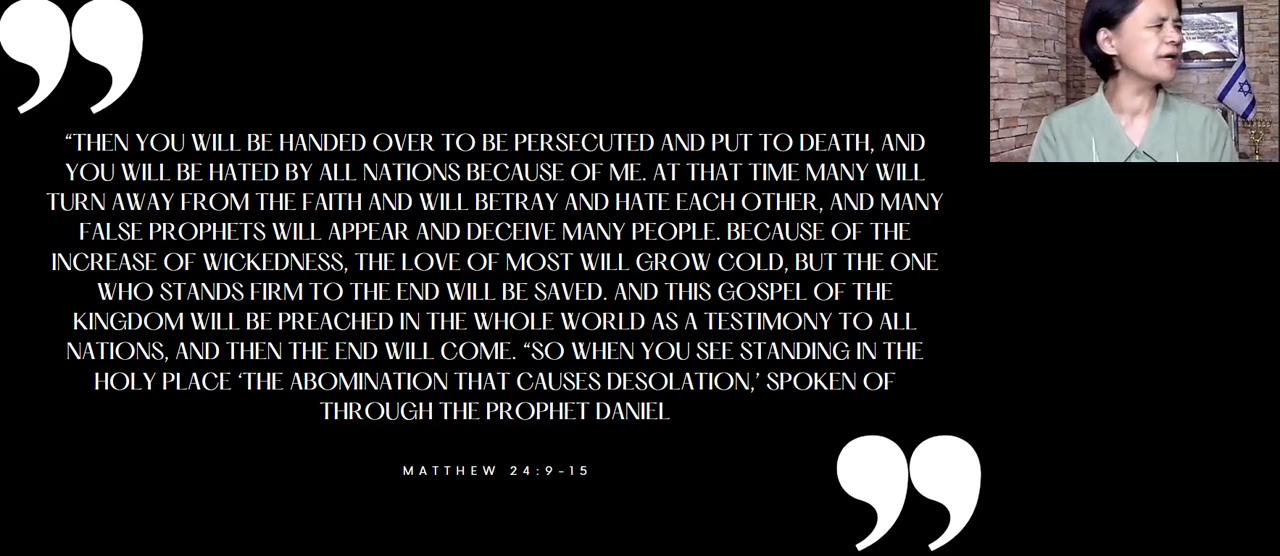 “THEN YOU WILL BE HANDED OVER TO BE PERSECUTED AND PUT TO DEATH, AND
YOU WILL BE HATED BY ALL NATIONS BECAUSE OF ME. AT THAT TIME MANY WILL
TURN AWAY FROM THE FAITH AND WILL BETRAY AND HATE EACH OTHER, AND MANY
FALSE PROPHETS WILL APPEAR AND DECEIVE MANY PEOPLE. BECAUSE OF THE
INCREASE OF WICKEDNESS, THE LOVE OF MOST WILL GROW COLD, BUT THE ONE
WHO STANDS FIRM TO THE END WILL BE SAVED. AND THIS GOSPEL OF THE
KINGDOM WILL BE PREACHED IN THE WHOLE WORLD AS A TESTIMONY TO ALL
NATIONS, AND THEN THE END WILL COME. “SO WHEN YOU SEE STANDING IN THE
HOLY PLACE ‘THE ABOMINATION THAT CAUSES DESOLATION,’ SPOKEN OF
THROUGH THE PROPHET DANIEL
MATTHEW 24:9-15